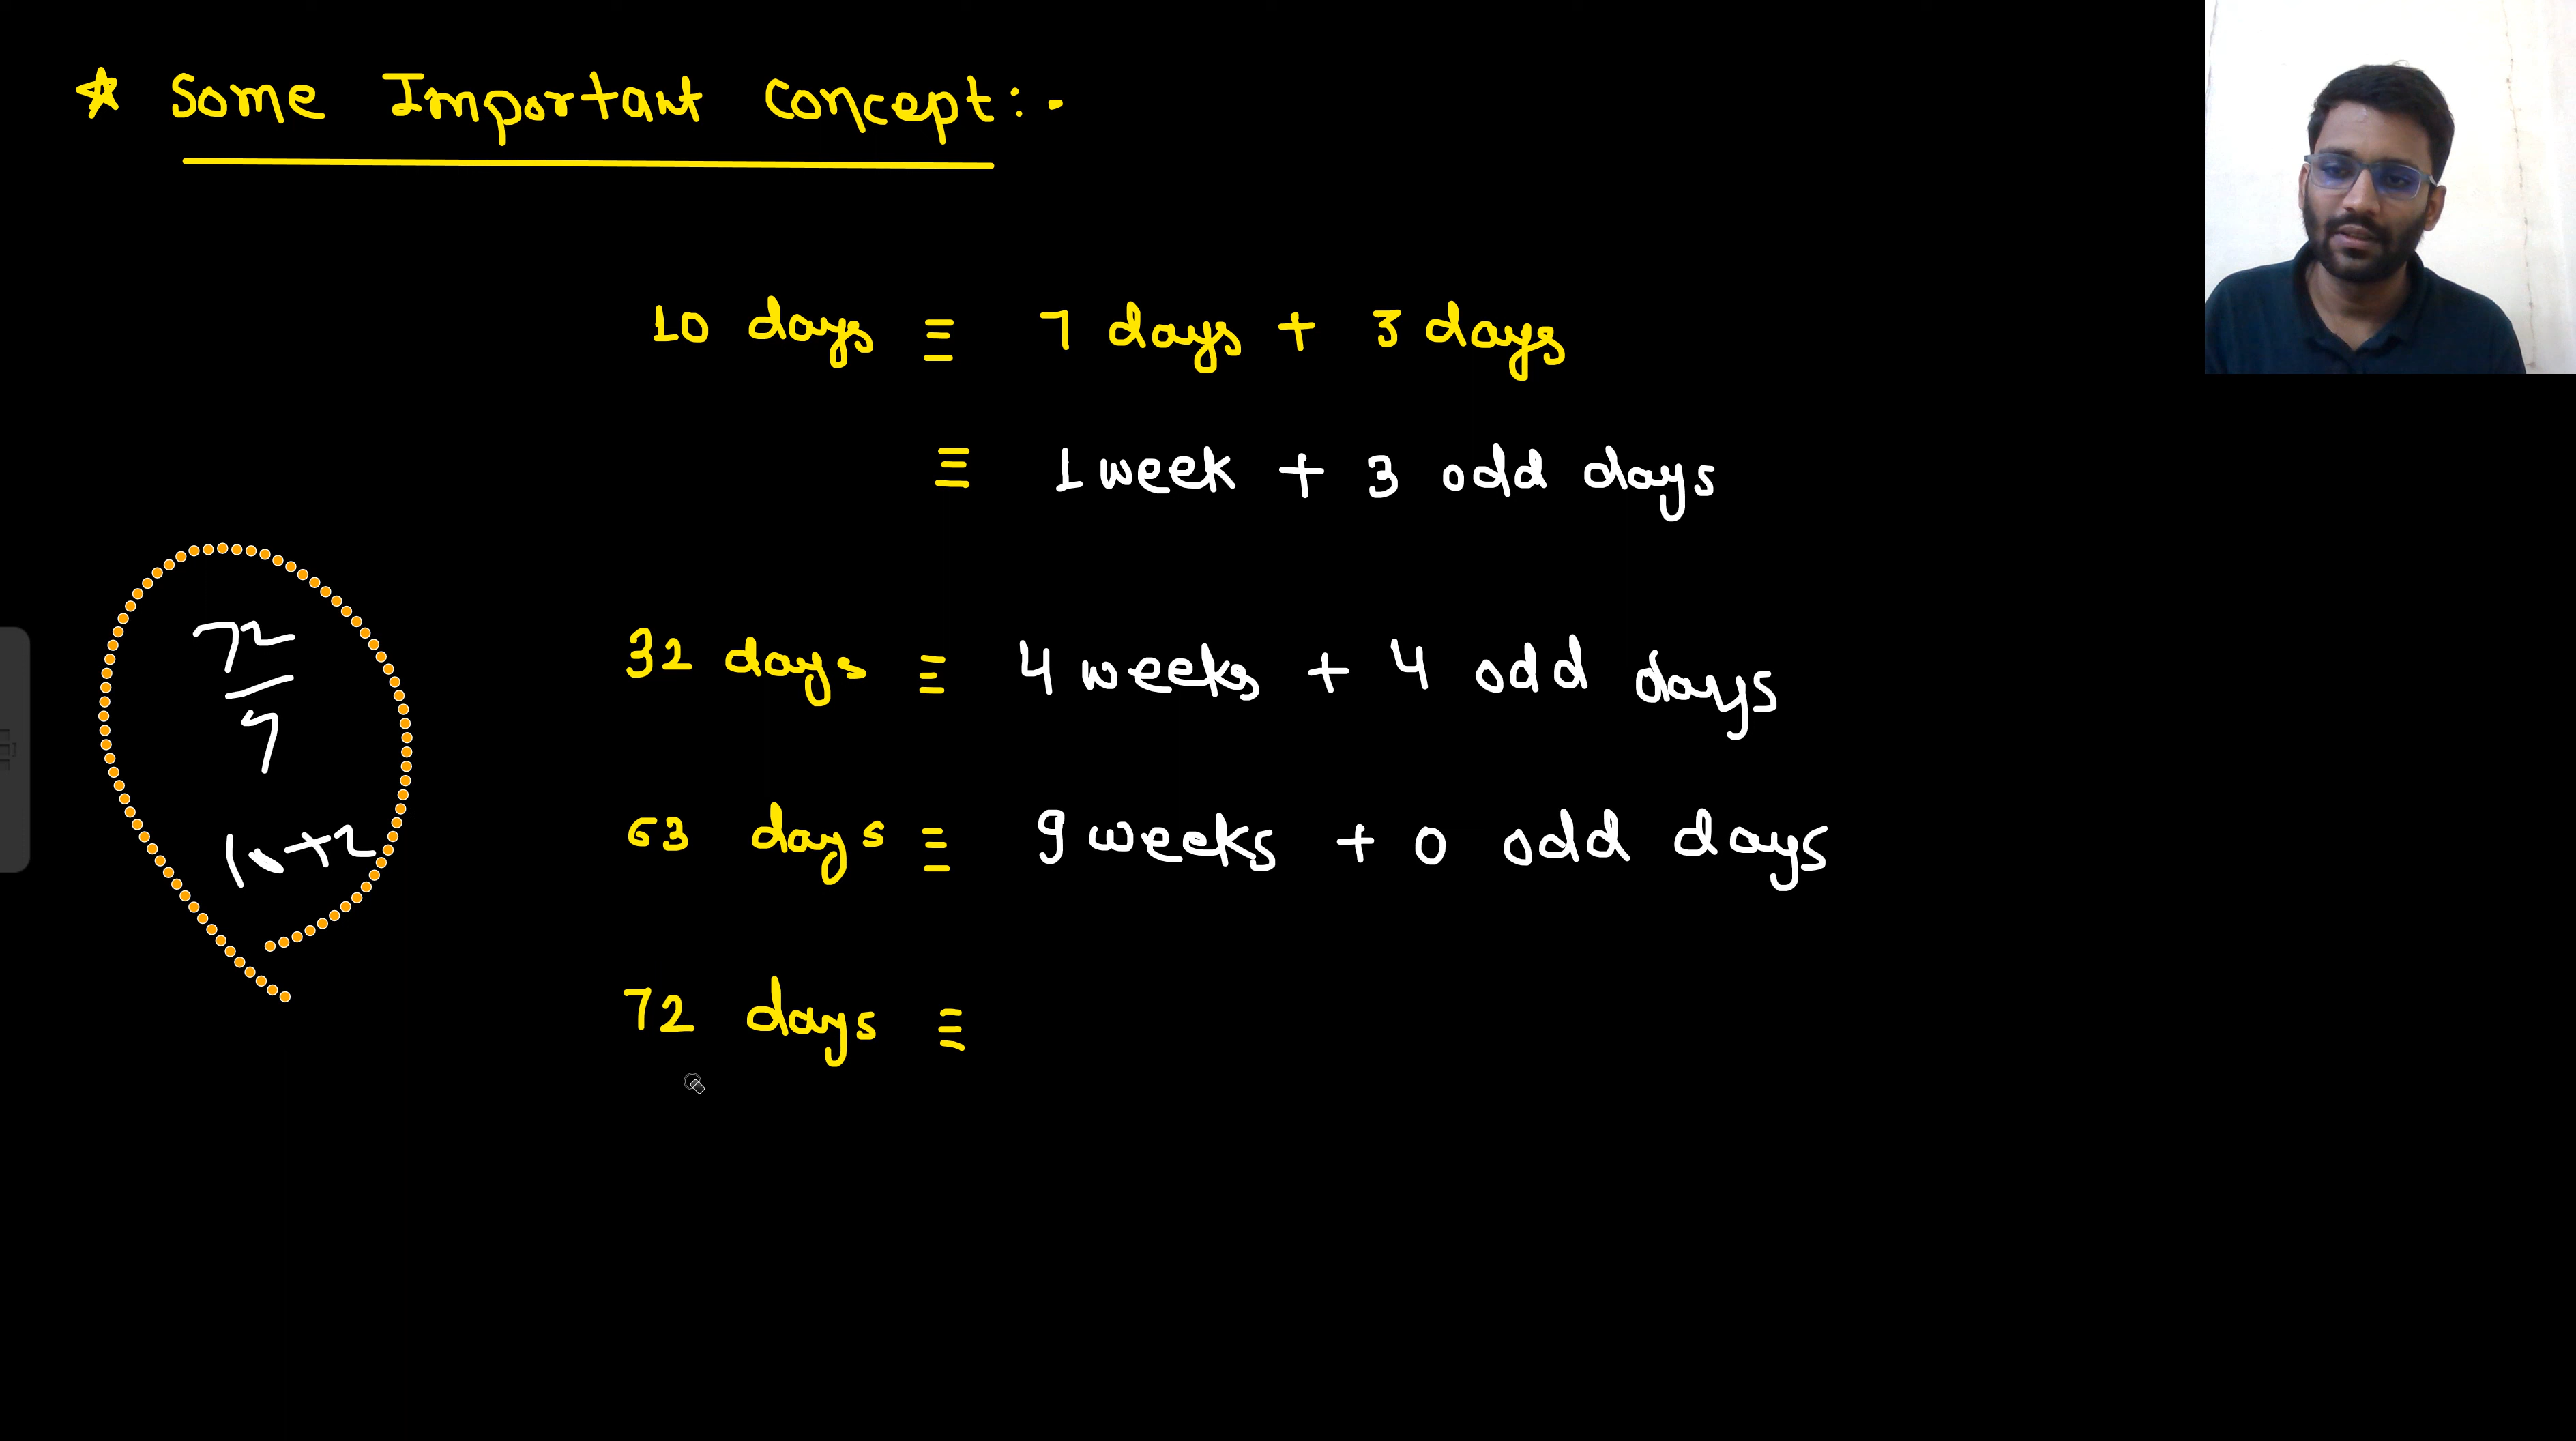 ☆ Some Important concept:-
10 days ≡ 7 days + 3 days
≡ 1 week + 3 odd days
32 days ≡ 4 weeks + 4 odd days
63 days ≡ 9 weeks + 0 odd days
72 days ≡
72
7
10+2